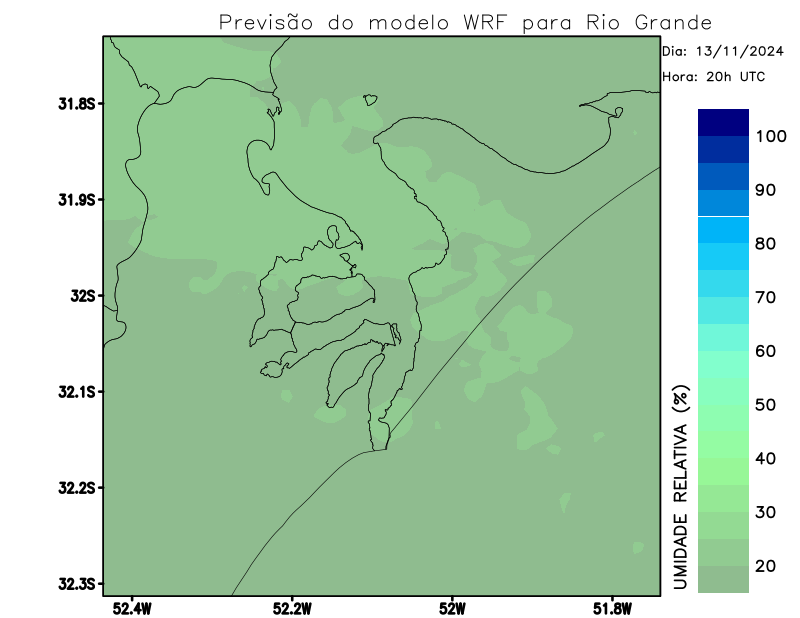 Previsão do modelo WRF para Rio Grande
Dia: 13/11/2024
Hora: 20h UTC
31.8S
31.9S
32S
32.1S
32.2S
32.3S
52.4W
52.2W
52W
51.8W
UMIDADE RELATIVA (%)
100
90
80
70
60
50
40
30
20